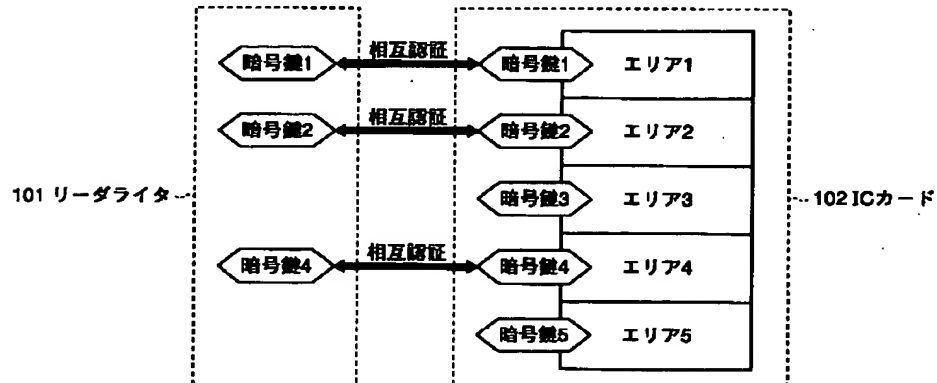 暗号鍵1 相互認証 暗号鍵1 エリア1
暗号鍵2 相互認証 暗号鍵2 エリア2
101 リーダライタ 暗号鍵3 エリア3 102 ICカード
暗号鍵4 相互認証 暗号鍵4 エリア4
暗号鍵5 エリア5